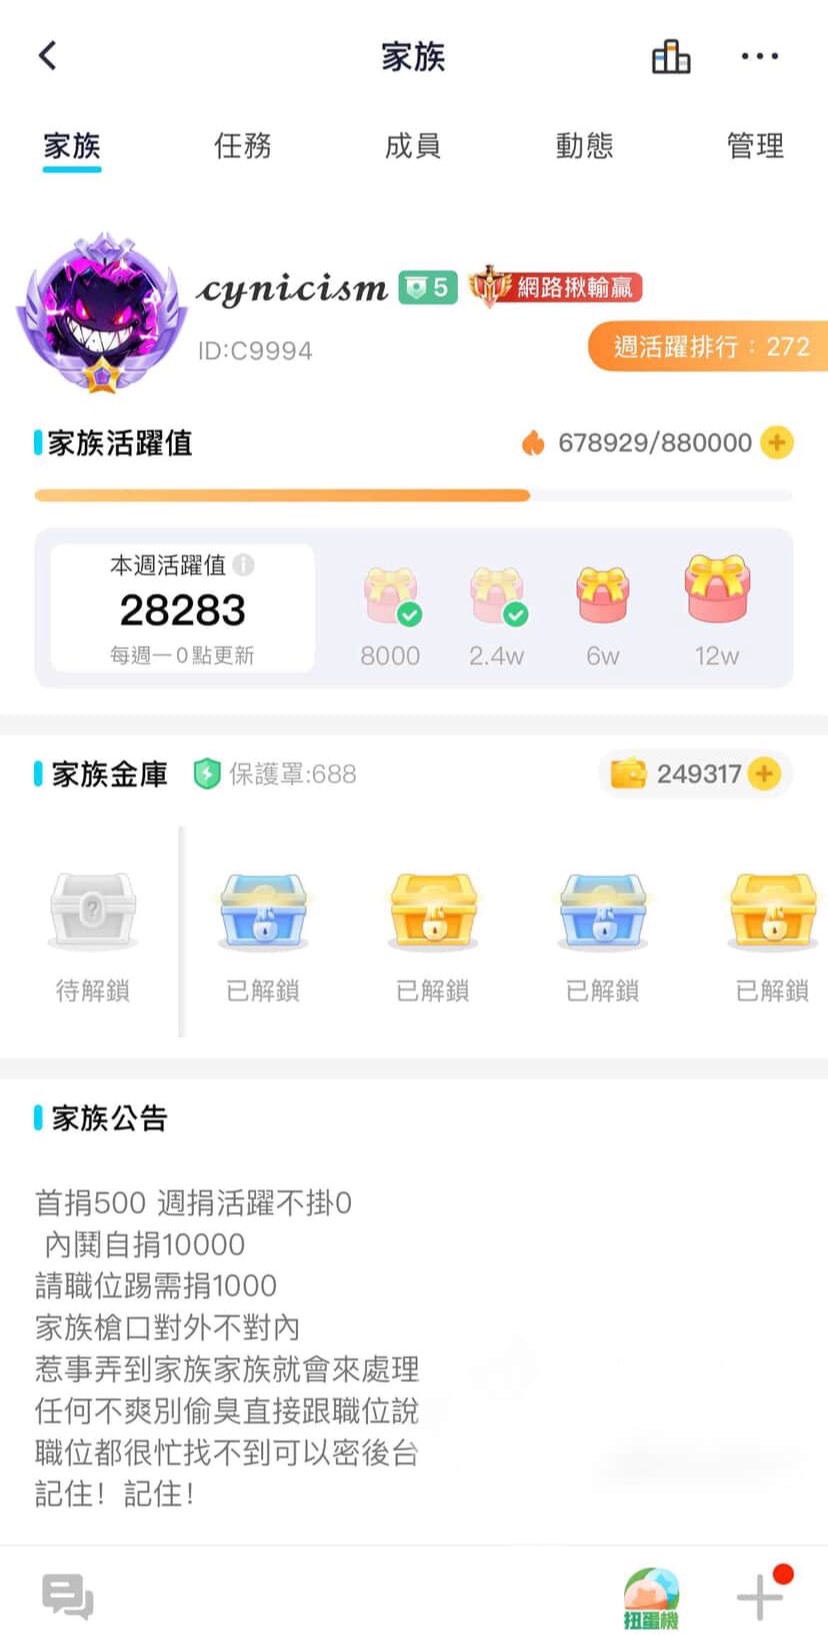 家族
家族 任務 成員 動態 管理
cynicism 5 網路揪輸贏
ID:C9994
週活躍排行：272
家族活躍值 678929/880000
本週活躍值
28283
每週一0點更新
8000 2.4w 6w 12w
家族金庫 保護罩:688 249317
?
待解鎖 已解鎖 已解鎖 已解鎖 已解鎖
家族公告
首捐500 週捐活躍不掛0
內鬨自捐10000
請職位踢需捐1000
家族槍口對外不對內
惹事弄到家族家族就會來處理
任何不爽別偷臭直接跟職位說
職位都很忙找不到可以密後台
記住！記住！
扭蛋機